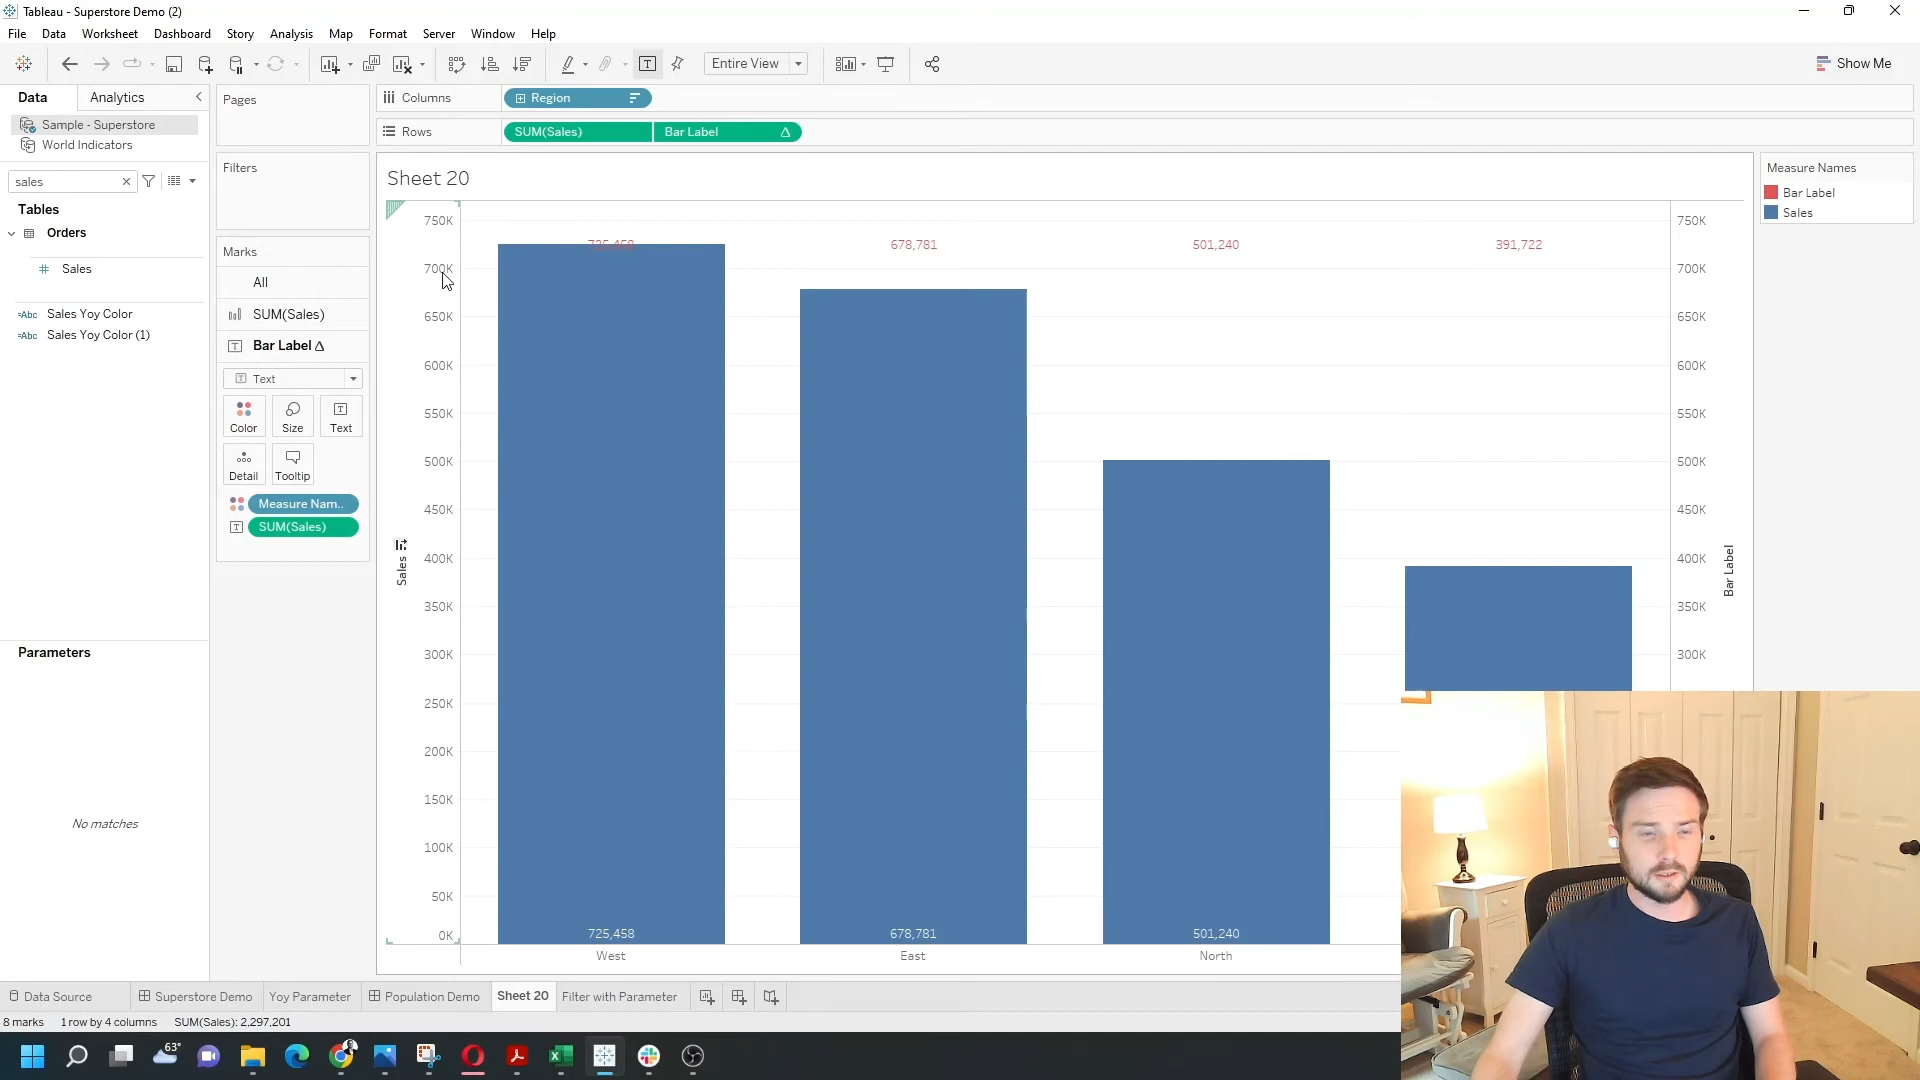 Tableau - Superstore Demo (2)
File Data Worksheet Dashboard Story Analysis Map Format Server Window Help
Entire View
Show Me
Data Analytics
Sample - Superstore
World Indicators
sales
Tables
Orders
Sales
=Abc Sales Yoy Color
=Abc Sales Yoy Color (1)
Parameters
No matches
Pages
Filters
Marks
All
SUM(Sales)
Bar Label Δ
Text
Color Size Text
Detail Tooltip
Measure Nam..
SUM(Sales)
Columns Region
Rows SUM(Sales) Bar Label Δ
Sheet 20
750K
700K
650K
600K
550K
500K
450K
400K
350K
300K
250K
200K
150K
100K
50K
0K
Sales
725,458 678,781 501,240 391,722
725,458 678,781 501,240
West East North
750K
700K
650K
600K
550K
500K
450K
400K
350K
300K
Bar Label
Measure Names
Bar Label
Sales
Data Source Superstore Demo Yoy Parameter Population Demo Sheet 20 Filter with Parameter
8 marks 1 row by 4 columns SUM(Sales): 2,297,201
63°